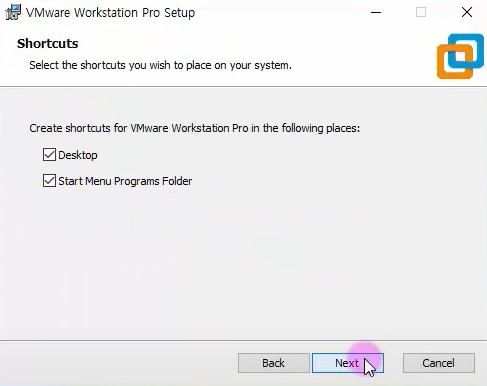 VMware Workstation Pro Setup
Shortcuts
Select the shortcuts you wish to place on your system.
Create shortcuts for VMware Workstation Pro in the following places:
Desktop
Start Menu Programs Folder
Back Next Cancel